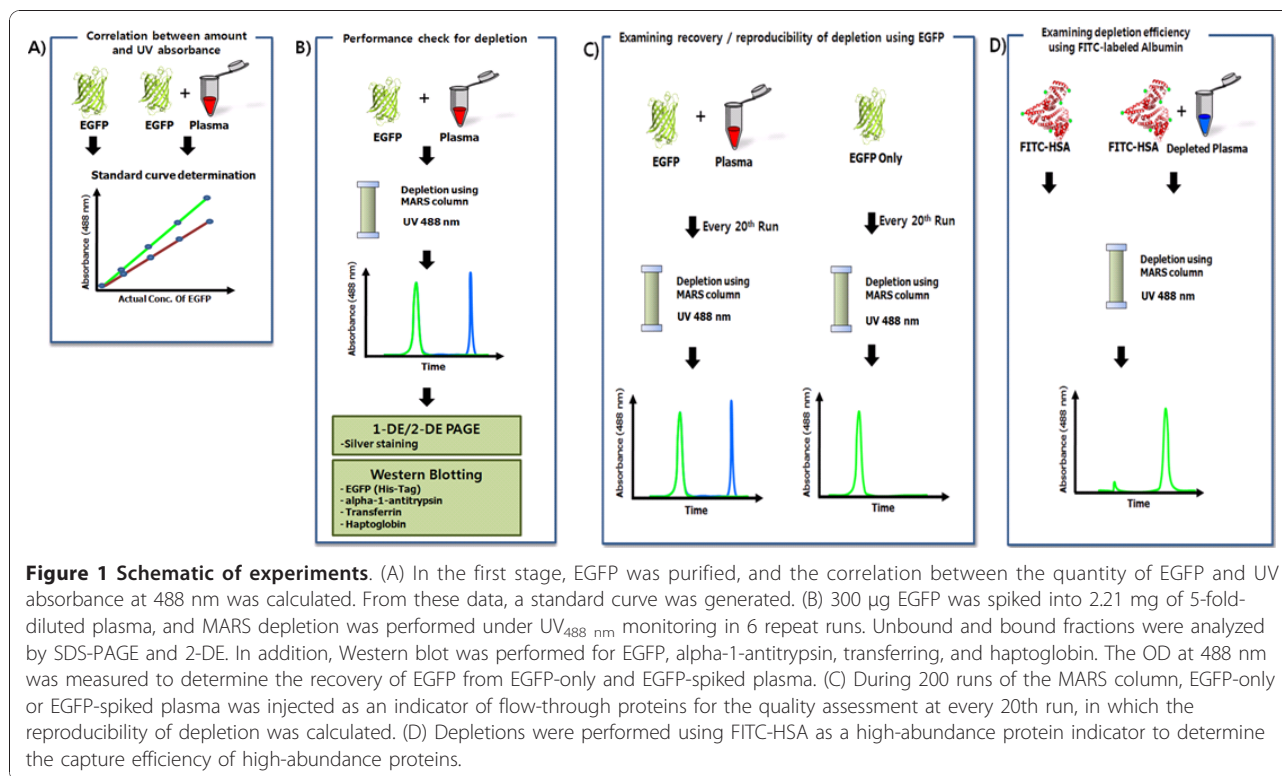 A)
Correlation between amount
and UV absorbance
+
EGFP
EGFP
Plasma
Standard curve determination
Absorbance (488 nm)
Actual Conc. Of EGFP
B)
Performance check for depletion
+
EGFP
Plasma
Depletion using
MARS column
UV 488 nm
Absorbance (488 nm)
Time
1-DE/2-DE PAGE
-Silver staining
Western Blotting
- EGFP (His-Tag)
- alpha-1-antitrypsin
- Transferrin
-Haptoglobin
C)
Examining recovery / reproducibility of depletion using EGFP
+
EGFP
Plasma
EGFP Only
Every 20th Run
Every 20th Run
Depletion using
MARS column
UV 488 nm
Depletion using
MARS column
UV 488 nm
Absorbance (488 nm)
Time
Absorbance (488 nm)
Time
D)
Examining depletion efficiency
using FITC-labeled Albumin
+
FITC-HSA
FITC-HSA
Depleted Plasma
Depletion using
MARS column
UV 488 nm
Absorbance (488 nm)
Time
Figure 1 Schematic of experiments. (A) In the first stage, EGFP was purified, and the correlation between the quantity of EGFP and UV
absorbance at 488 nm was calculated. From these data, a standard curve was generated. (B) 300 μg EGFP was spiked into 2.21 mg of 5-fold-
diluted plasma, and MARS depletion was performed under UV488 nm monitoring in 6 repeat runs. Unbound and bound fractions were analyzed
by SDS-PAGE and 2-DE. In addition, Western blot was performed for EGFP, alpha-1-antitrypsin, transferring, and haptoglobin. The OD at 488 nm
was measured to determine the recovery of EGFP from EGFP-only and EGFP-spiked plasma. (C) During 200 runs of the MARS column, EGFP-only
or EGFP-spiked plasma was injected as an indicator of flow-through proteins for the quality assessment at every 20th run, in which the
reproducibility of depletion was calculated. (D) Depletions were performed using FITC-HSA as a high-abundance protein indicator to determine
the capture efficiency of high-abundance proteins.